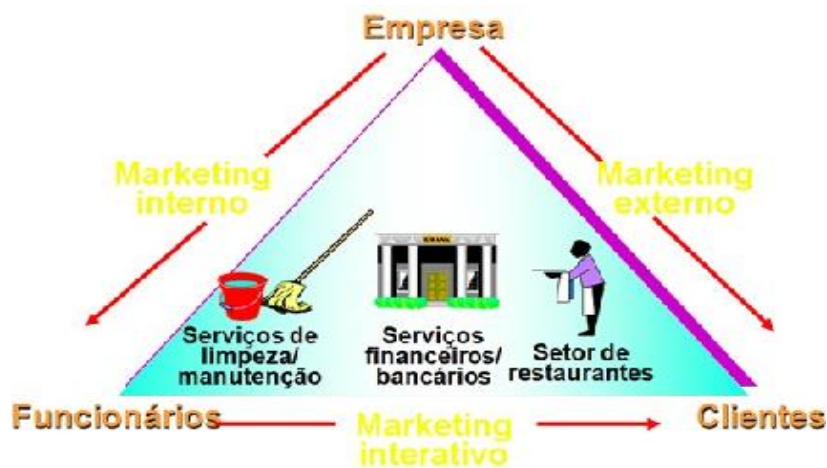 Empresa
Marketing
interno
Marketing
externo
Serviços de
limpeza/
manutenção
Serviços
financeiros/
bancários
Setor de
restaurantes
Funcionários
Marketing
interativo
Clientes